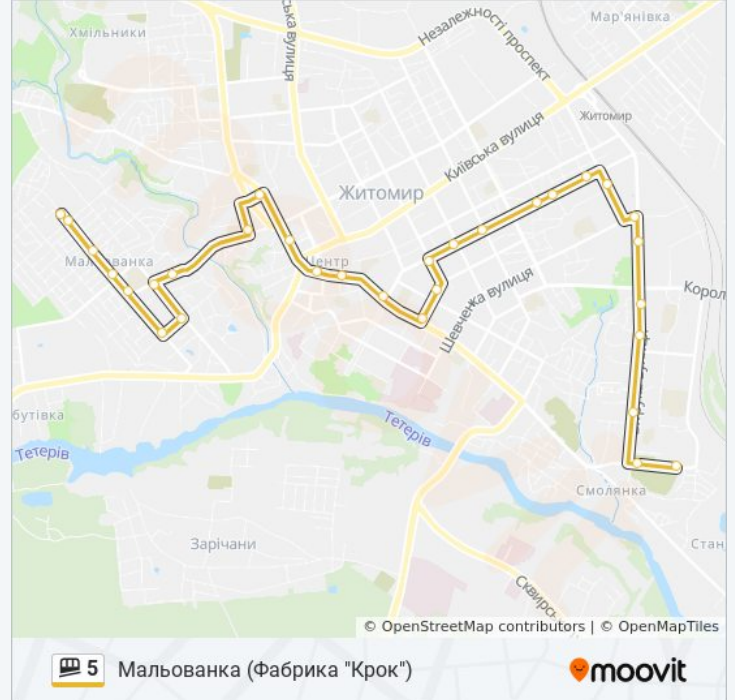 Хмільники
ська вулиця
Незалежності проспект
Мар'янівка
Житомир
Київська вулиця
Житомир
Мальованка
Центр
Шевченка вулиця
Корол
бутівка
Тетерів
Тетерів
Смолянка
Зарічани
Стан
Сквирськ
© OpenStreetMap contributors | © OpenMapTiles
5 Мальованка (Фабрика "Крок")
moovit